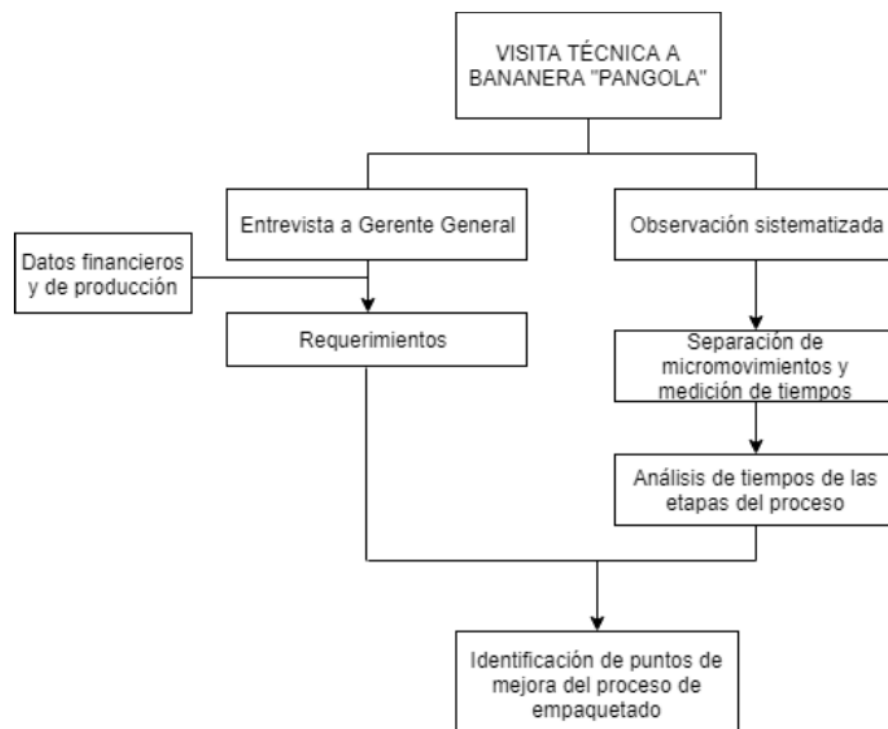 VISITA TÉCNICA A
BANANERA "PANGOLA"
Entrevista a Gerente General
Observación sistematizada
Datos financieros
y de producción
Requerimientos
Separación de
micromovimientos y
medición de tiempos
Análisis de tiempos de las
etapas del proceso
Identificación de puntos de
mejora del proceso de
empaquetado